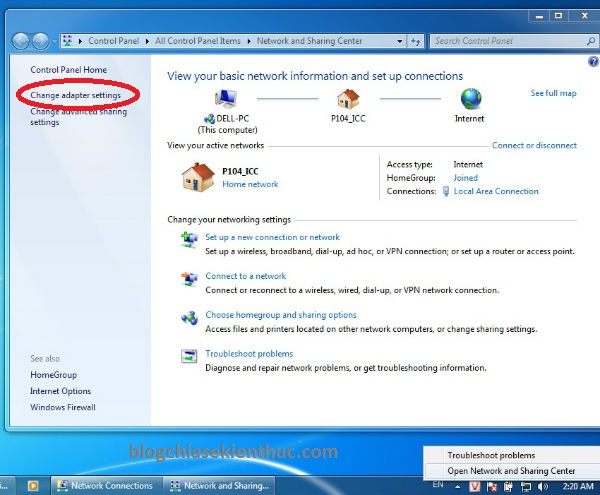 Control Panel ▸ All Control Panel Items ▸ Network and Sharing Center
Search Control Panel
Control Panel Home
Change adapter settings
Change advanced sharing
settings
See also
HomeGroup
Internet Options
Windows Firewall
View your basic network information and set up connections
DELL-PC
(This computer)
P104_ICC
Internet
See full map
View your active networks
Connect or disconnect
P104_ICC
Home network
Access type: Internet
HomeGroup: Joined
Connections: Local Area Connection
Change your networking settings
Set up a new connection or network
Set up a wireless, broadband, dial-up, ad hoc, or VPN connection; or set up a router or access point.
Connect to a network
Connect or reconnect to a wireless, wired, dial-up, or VPN network connection.
Choose homegroup and sharing options
Access files and printers located on other network computers, or change sharing settings.
Troubleshoot problems
Diagnose and repair network problems, or get troubleshooting information.
blogchiasekienthuc.com
Troubleshoot problems
Open Network and Sharing Center
Network Connections
Network and Sharing...
EN
2:20 AM